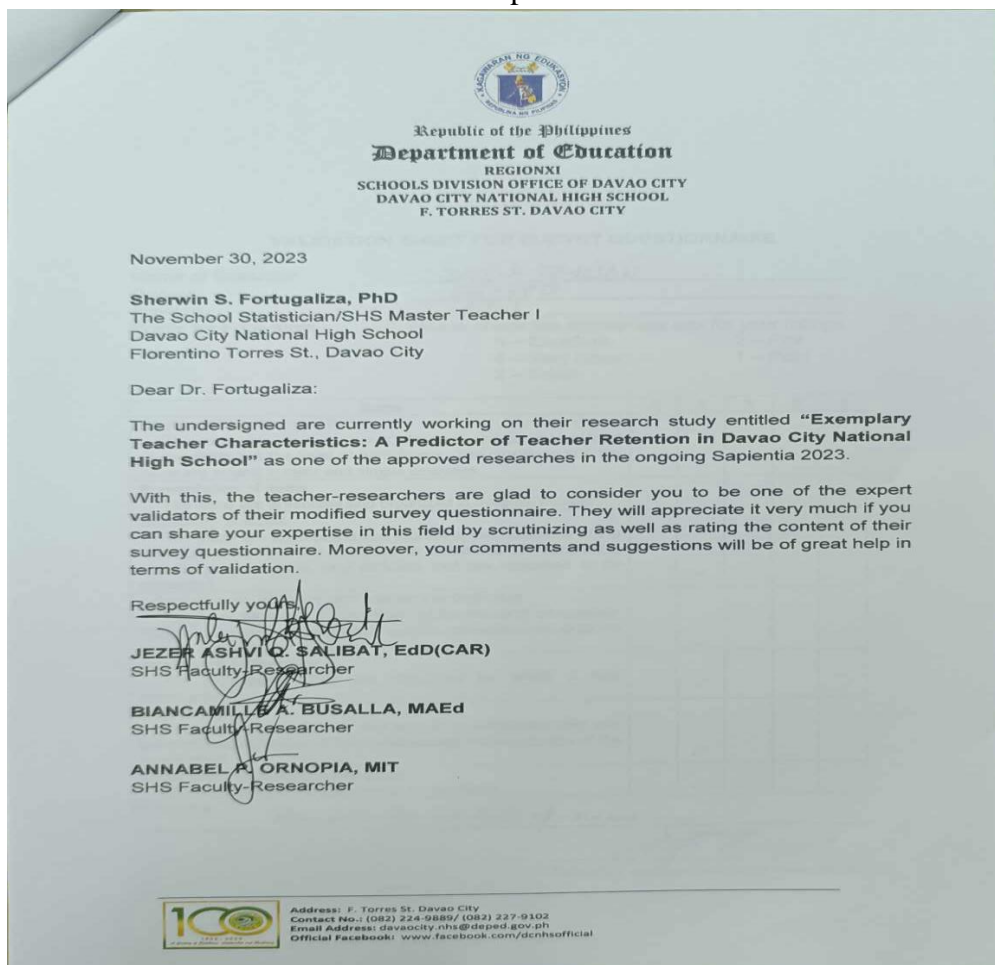 KAGAWARAN NG EDUKASYON
REPUBLIKA NG PILIPINAS
Republic of the Philippines
Department of Education
REGIONXI
SCHOOLS DIVISION OFFICE OF DAVAO CITY
DAVAO CITY NATIONAL HIGH SCHOOL
F. TORRES ST. DAVAO CITY
November 30, 2023
Sherwin S. Fortugaliza, PhD
The School Statistician/SHS Master Teacher I
Davao City National High School
Florentino Torres St., Davao City
Dear Dr. Fortugaliza:
The undersigned are currently working on their research study entitled “Exemplary
Teacher Characteristics: A Predictor of Teacher Retention in Davao City National
High School” as one of the approved researches in the ongoing Sapientia 2023.
With this, the teacher-researchers are glad to consider you to be one of the expert
validators of their modified survey questionnaire. They will appreciate it very much if you
can share your expertise in this field by scrutinizing as well as rating the content of their
survey questionnaire. Moreover, your comments and suggestions will be of great help in
terms of validation.
Respectfully yours,
JEZER ASHVI Q. SALIBAT, EdD(CAR)
SHS Faculty-Researcher
BIANCAMILLE A. BUSALLA, MAEd
SHS Faculty-Researcher
ANNABEL P. ORNOPIA, MIT
SHS Faculty-Researcher
100
Address: F. Torres St. Davao City
Contact No.: (082) 224-9889/ (082) 227-9102
Email Address: davaocity.nhs@deped.gov.ph
Official Facebook: www.facebook.com/dcnhsofficial